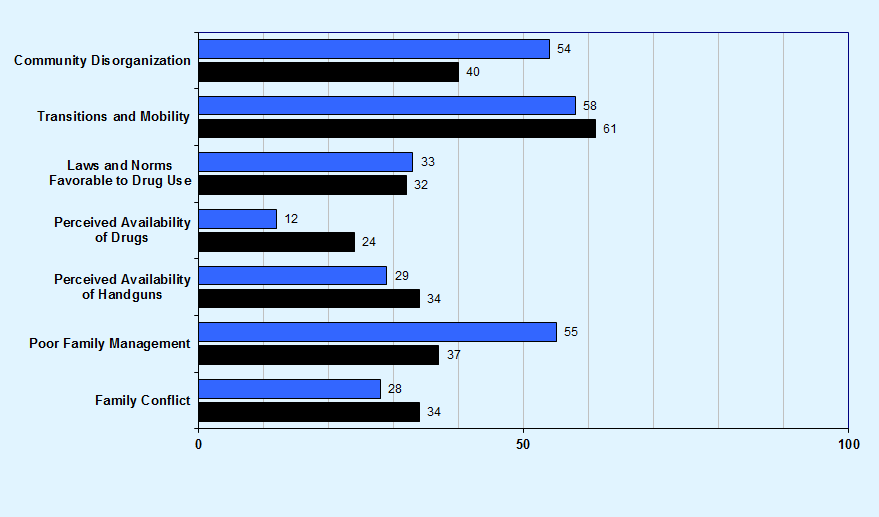 Community Disorganization
54
40
Transitions and Mobility
58
61
Laws and Norms
Favorable to Drug Use
33
32
Perceived Availability
of Drugs
12
24
Perceived Availability
of Handguns
29
34
Poor Family Management
55
37
Family Conflict
28
34
0 50 100